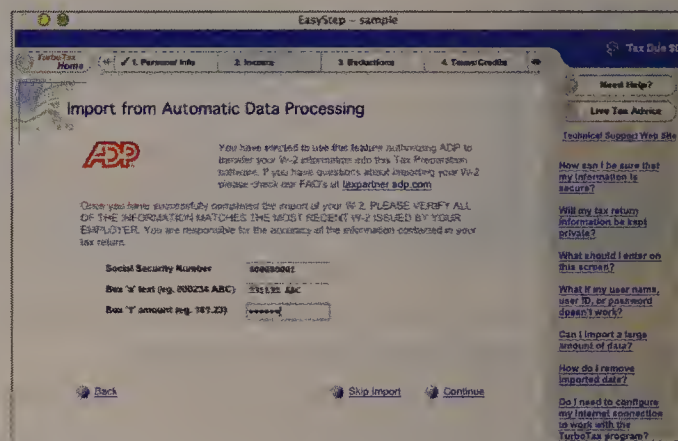 EasyStep - sample
Tax Due $0
TurboTax
Home
1. Personal Info
2. Income
3. Deductions
4. Taxes/Credits
Need Help?
Live Tax Advice
Technical Support Web Site
Import from Automatic Data Processing
ADP
You have elected to use this feature authorizing ADP to
transfer your W-2 information into this Tax Preparation
software. If you have questions about importing your W-2
please check our FAQ's at taxpartner.adp.com
Once you have successfully completed the import of your W-2, PLEASE VERIFY ALL
OF THE INFORMATION MATCHES THE MOST RECENT W-2 ISSUED BY YOUR
EMPLOYER. You are responsible for the accuracy of the information contained in your
tax return.
Social Security Number
Box 'a' text (eg. 000234 ABC)
ABC
Box '1' amount (eg. 181.23)
Back
Skip Import
Continue
How can I be sure that
my information is
secure?
Will my tax return
information be kept
private?
What should I enter on
this screen?
What if my user name,
user ID, or password
doesn't work?
Can I import a large
amount of data?
How do I remove
imported data?
Do I need to configure
my Internet connection
to work with the
TurboTax program?